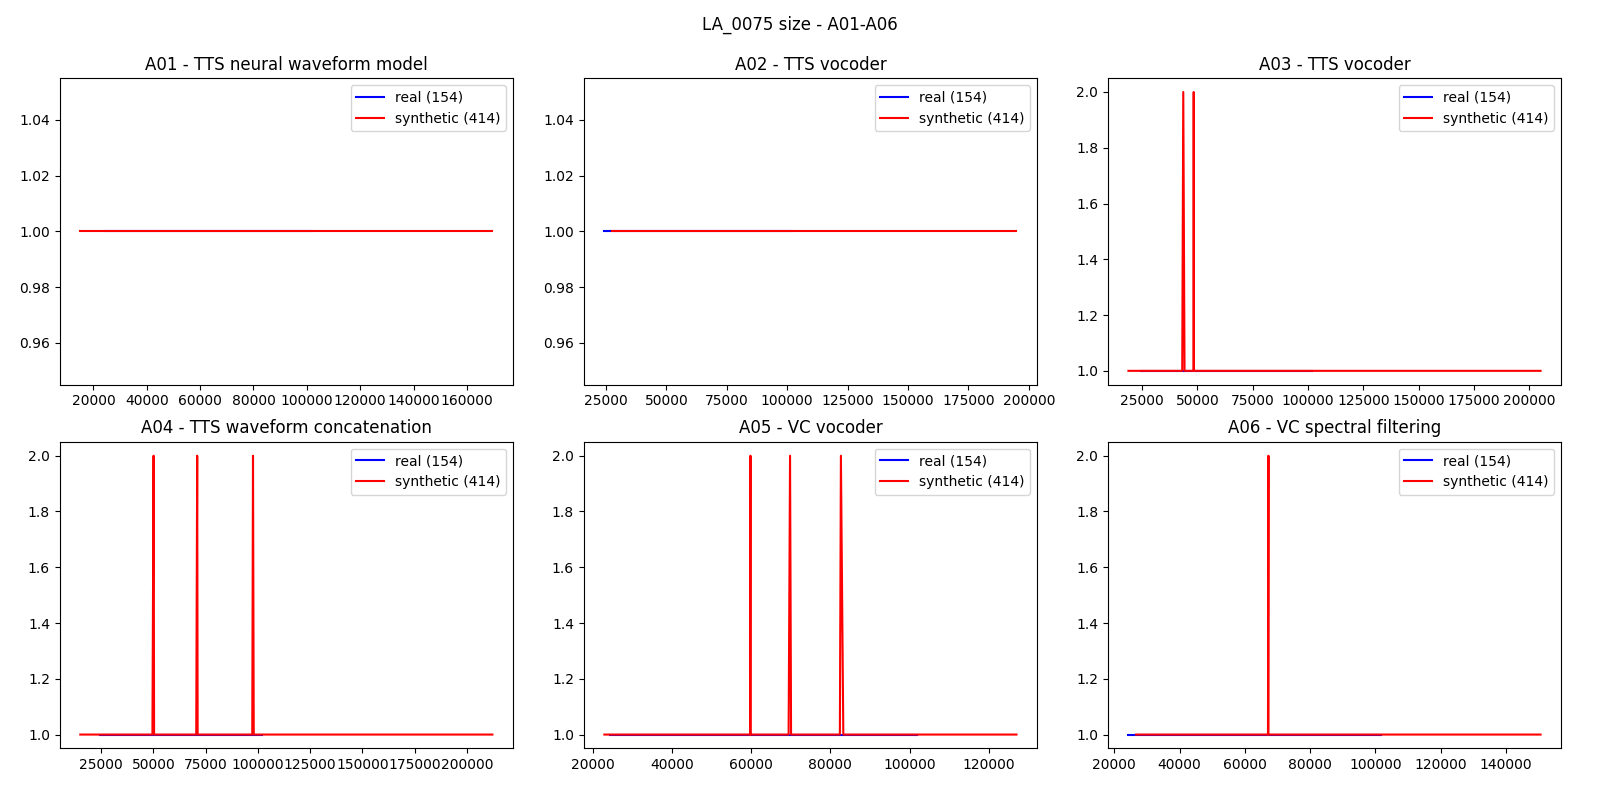 LA_0075 size - A01-A06
A01 - TTS neural waveform model
real (154)
synthetic (414)
1.04
1.02
1.00
0.98
0.96
20000 40000 60000 80000 100000 120000 140000 160000
A02 - TTS vocoder
real (154)
synthetic (414)
1.04
1.02
1.00
0.98
0.96
25000 50000 75000 100000 125000 150000 175000 200000
A03 - TTS vocoder
real (154)
synthetic (414)
2.0
1.8
1.6
1.4
1.2
1.0
25000 50000 75000 100000 125000 150000 175000 200000
A04 - TTS waveform concatenation
real (154)
synthetic (414)
2.0
1.8
1.6
1.4
1.2
1.0
25000 50000 75000 100000 125000 150000 175000 200000
A05 - VC vocoder
real (154)
synthetic (414)
2.0
1.8
1.6
1.4
1.2
1.0
20000 40000 60000 80000 100000 120000
A06 - VC spectral filtering
real (154)
synthetic (414)
2.0
1.8
1.6
1.4
1.2
1.0
20000 40000 60000 80000 100000 120000 140000